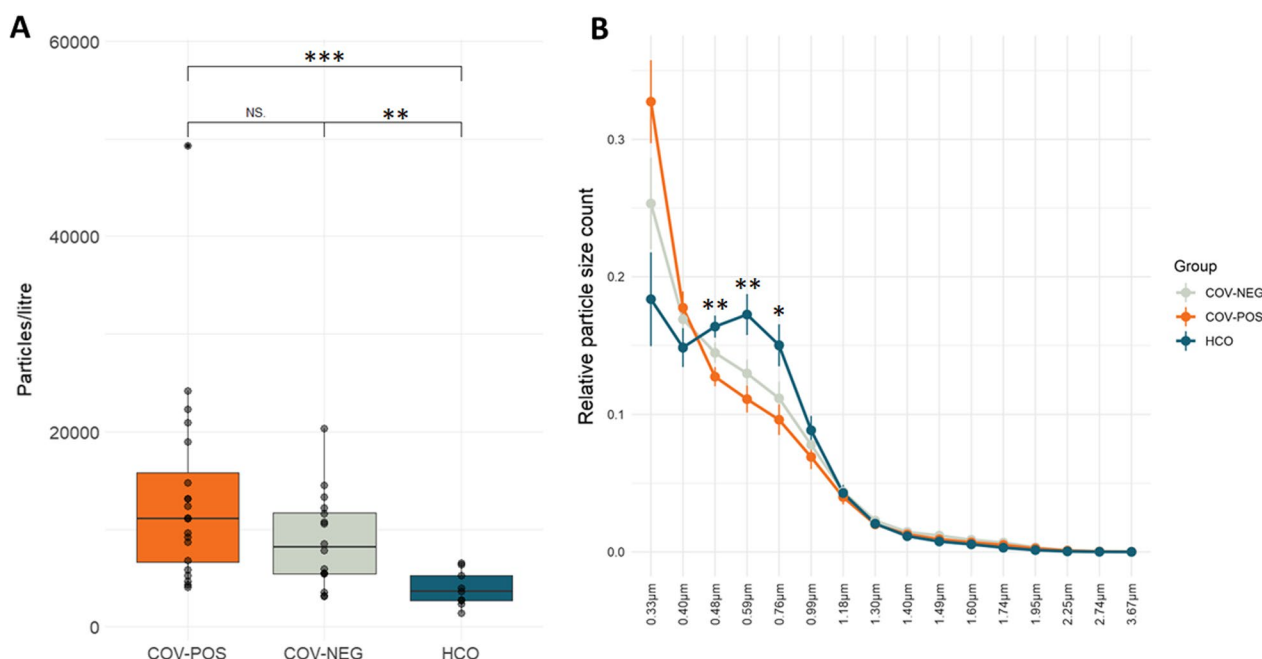 A
60000
40000
20000
0
Particles/litre
***
NS.
**
COV-POS
COV-NEG
HCO
B
0.3
0.2
0.1
0.0
Relative particle size count
**
**
*
0.33µm
0.40µm
0.48µm
0.59µm
0.76µm
0.99µm
1.18µm
1.30µm
1.40µm
1.49µm
1.60µm
1.74µm
1.95µm
2.25µm
2.74µm
3.67µm
Group
COV-NEG
COV-POS
HCO